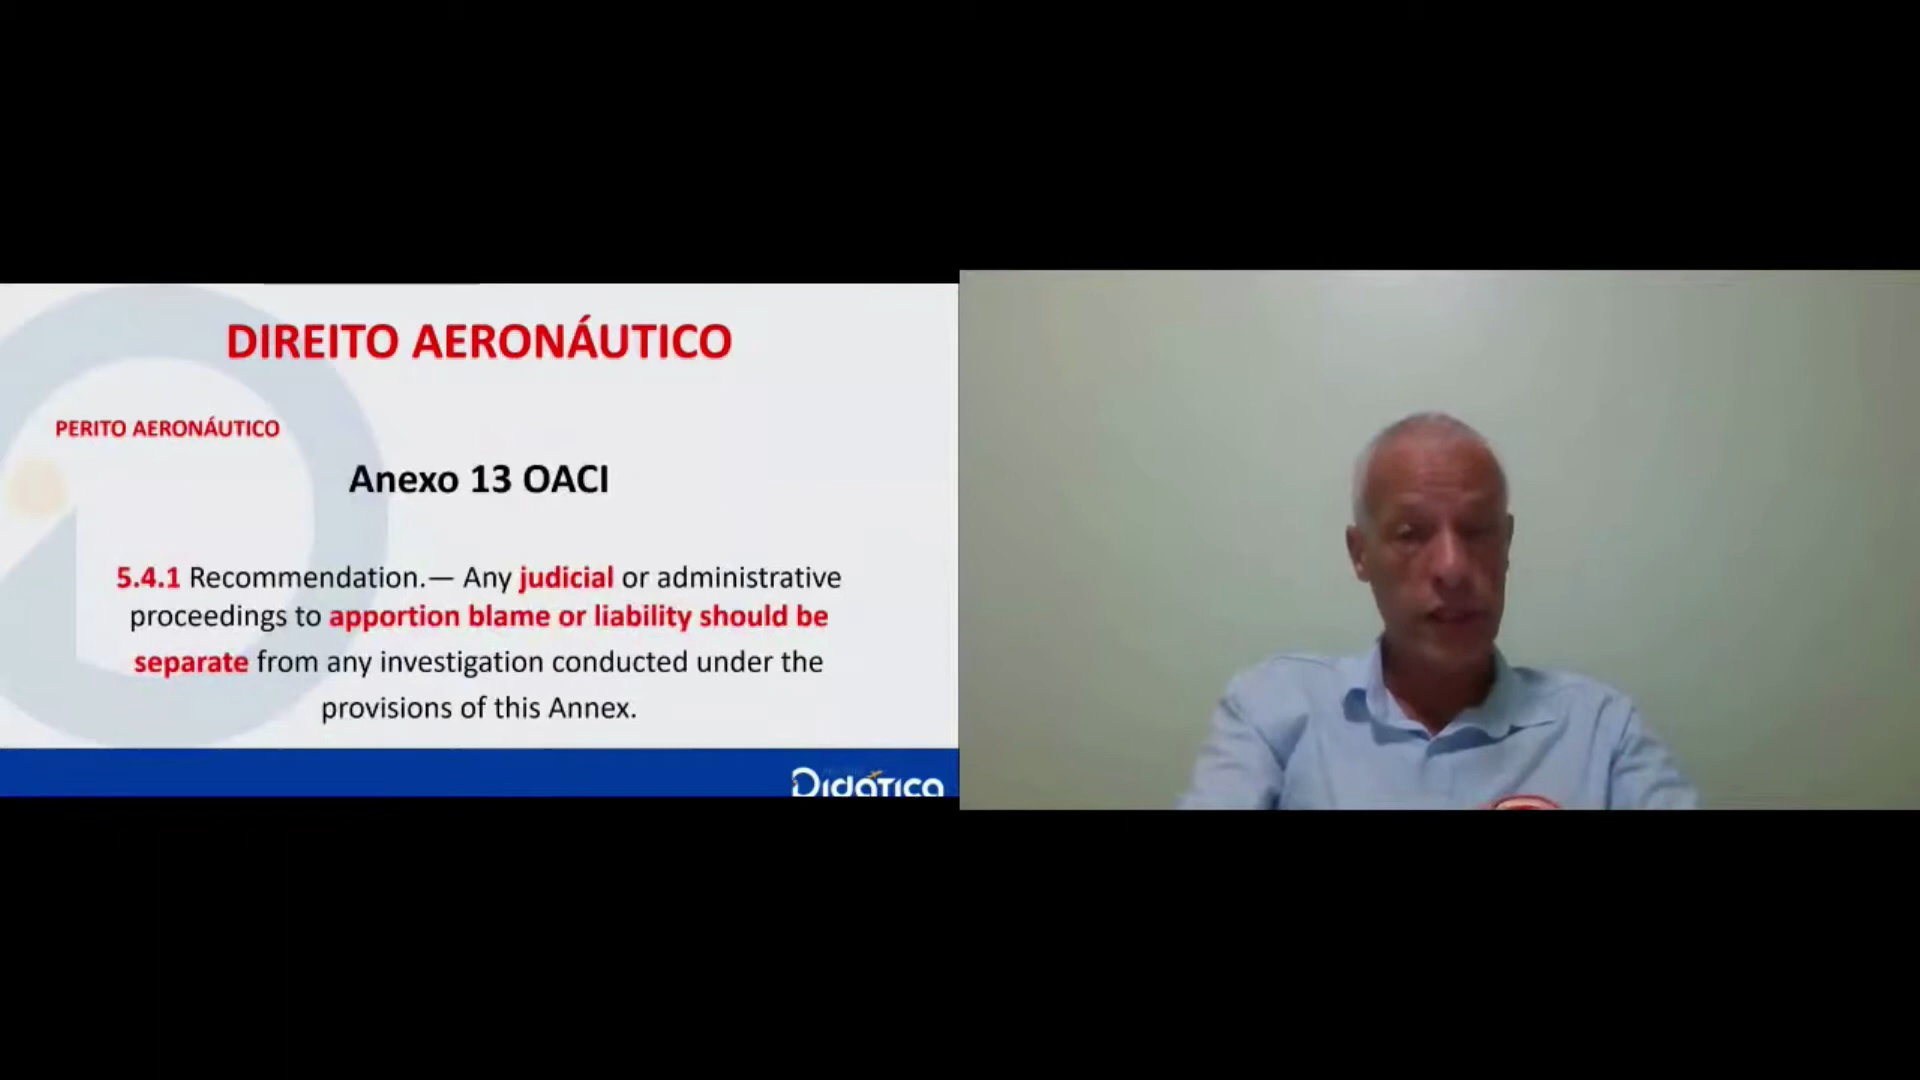 DIREITO AERONÁUTICO
PERITO AERONÁUTICO
Anexo 13 OACI
5.4.1 Recommendation.— Any judicial or administrative
proceedings to apportion blame or liability should be
separate from any investigation conducted under the
provisions of this Annex.
Didática